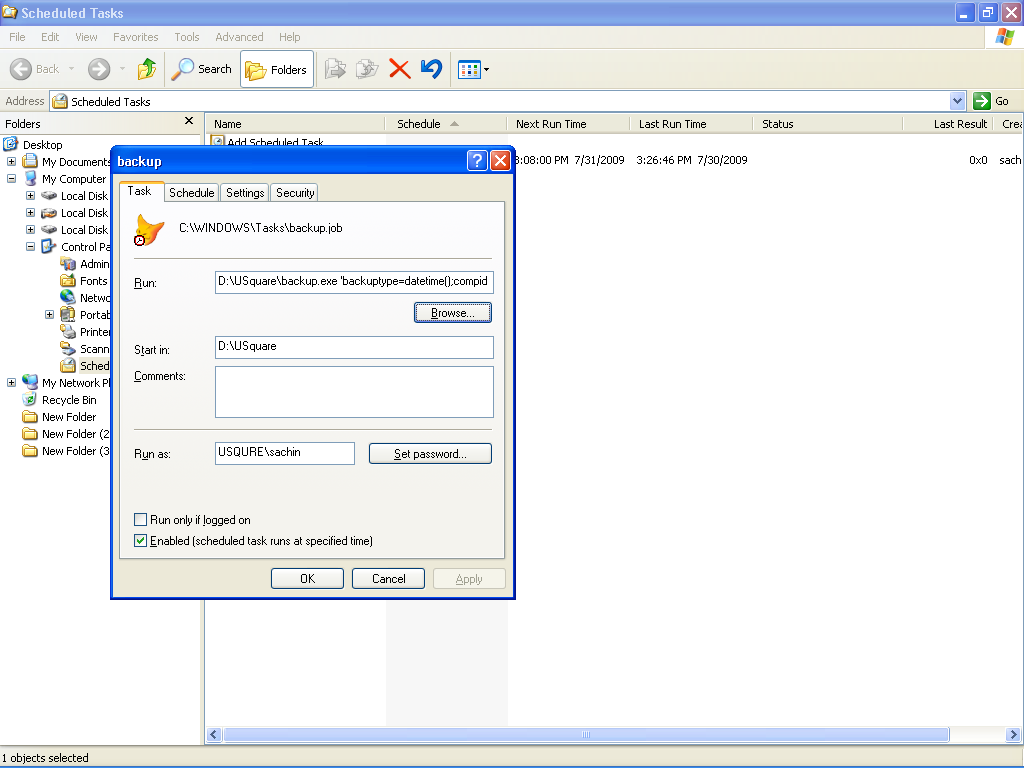 Scheduled Tasks
File Edit View Favorites Tools Advanced Help
Back Search Folders
Address Scheduled Tasks Go
Folders
Name Schedule Next Run Time Last Run Time Status Last Result Crea
Desktop
Add Scheduled Task
My Documents
:08:00 PM 7/31/2009 3:26:46 PM 7/30/2009 0x0 sach
My Computer
Local Disk
Local Disk
Local Disk
Control Pa
Admin
Fonts
Netwo
Portab
Printer
Scann
Sched
My Network Pl
Recycle Bin
New Folder
New Folder (2
New Folder (3
backup
Task Schedule Settings Security
C:\WINDOWS\Tasks\backup.job
Run: D:\USquare\backup.exe 'backuptype=datetime();compid
Browse...
Start in: D:\USquare
Comments:
Run as: USQURE\sachin Set password...
Run only if logged on
Enabled (scheduled task runs at specified time)
OK Cancel Apply
1 objects selected